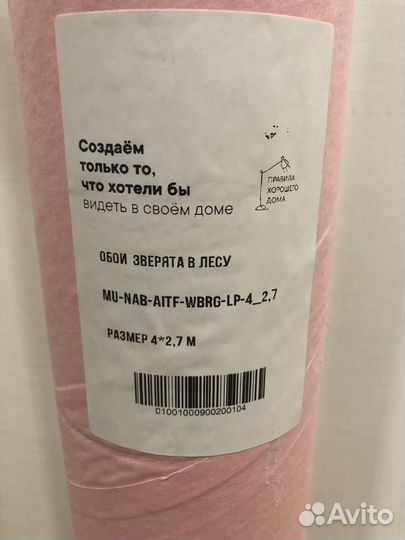 Создаём
только то,
что хотели бы
видеть в своём доме
ПРАВИЛА
ХОРОШЕГО
ДОМА
ОБОИ ЗВЕРЯТА В ЛЕСУ
MU-NAB-AITF-WBRG-LP-4_2,7
РАЗМЕР 4*2,7 М
01001000900200104
Avito